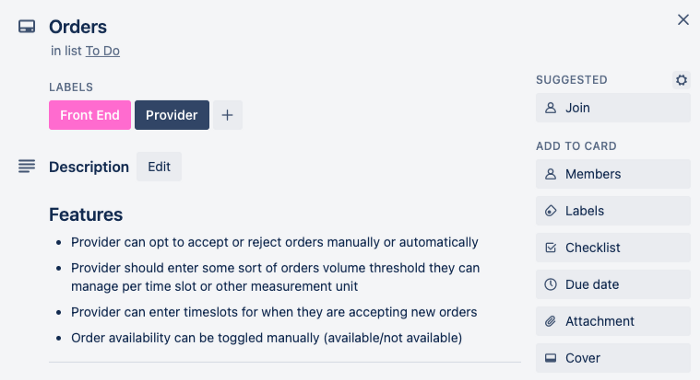 Orders
in list To Do
LABELS
Front End
Provider
Description
Edit
Features
Provider can opt to accept or reject orders manually or automatically
Provider should enter some sort of orders volume threshold they can
manage per time slot or other measurement unit
Provider can enter timeslots for when they are accepting new orders
Order availability can be toggled manually (available/not available)
SUGGESTED
Join
ADD TO CARD
Members
Labels
Checklist
Due date
Attachment
Cover